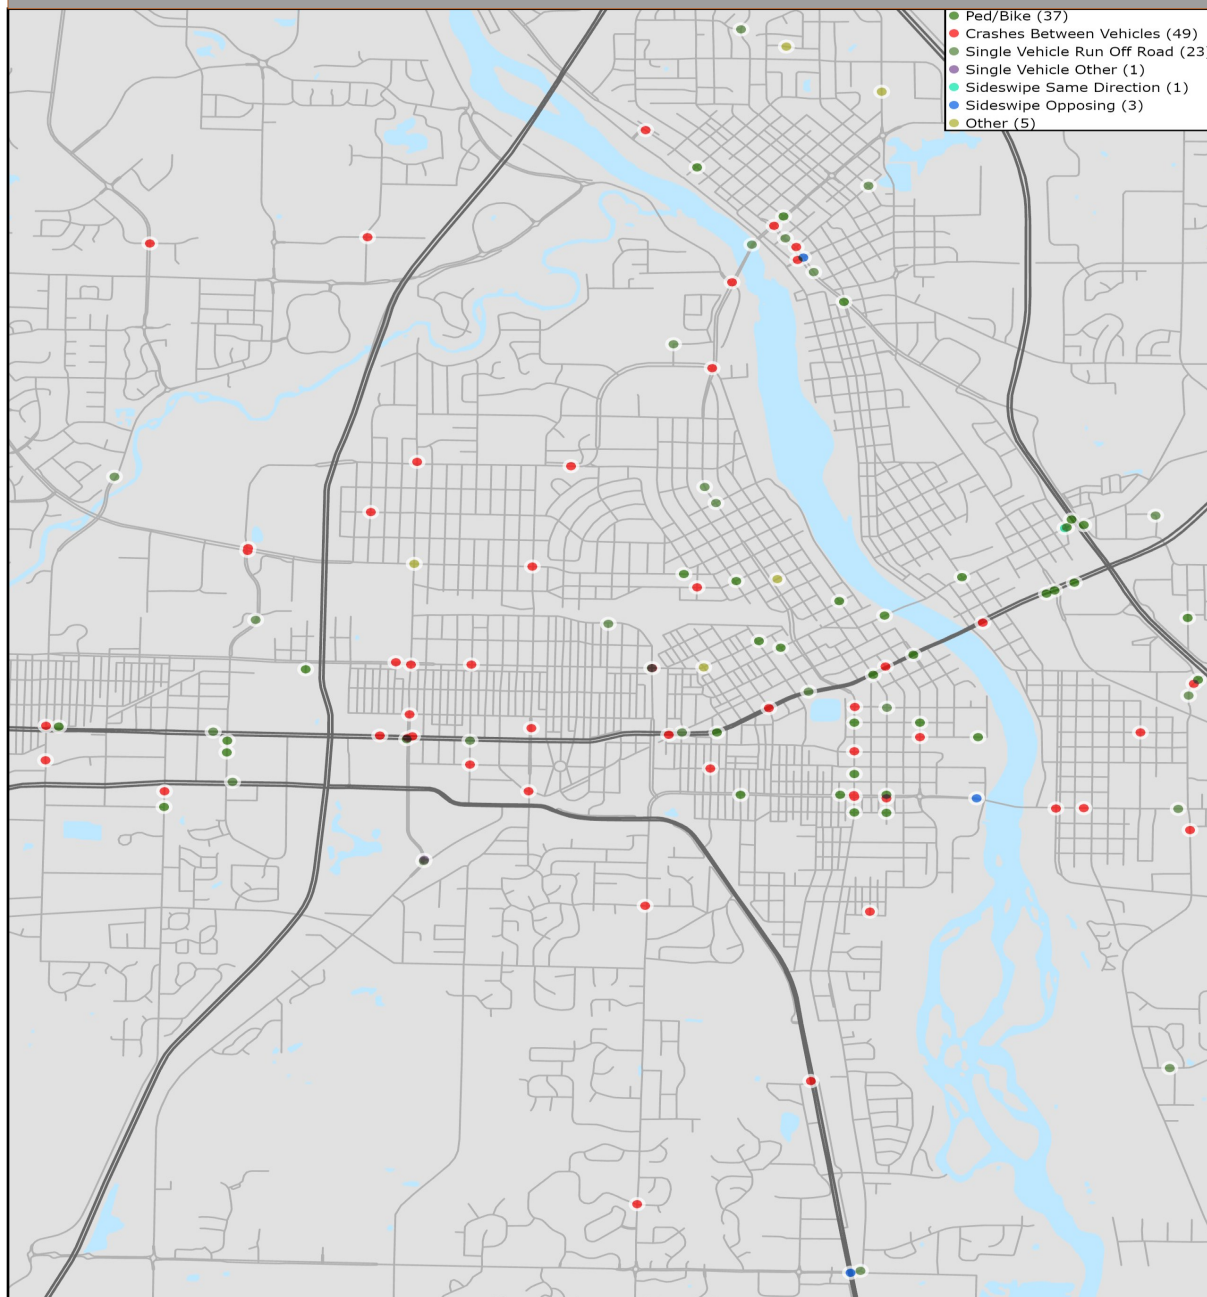 Ped/Bike (37)
Crashes Between Vehicles (49)
Single Vehicle Run Off Road (23)
Single Vehicle Other (1)
Sideswipe Same Direction (1)
Sideswipe Opposing (3)
Other (5)